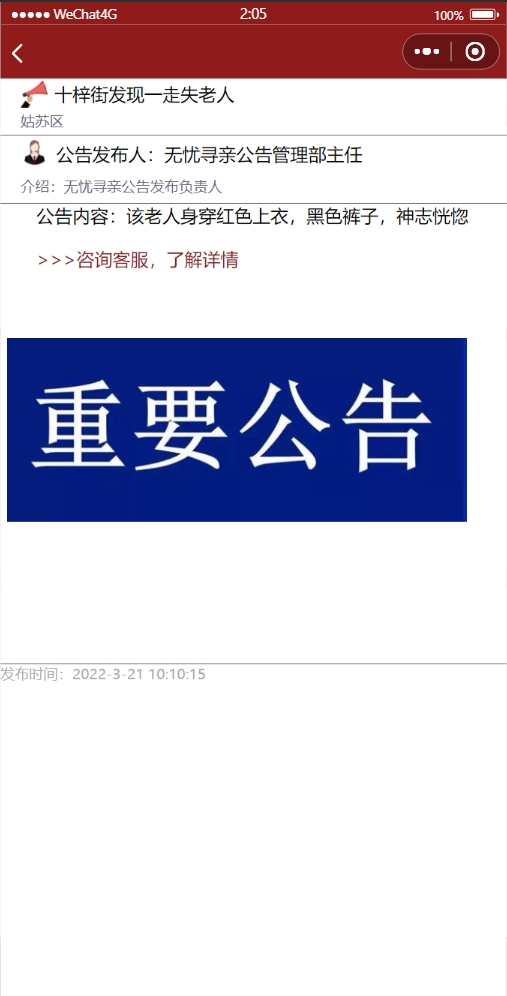 WeChat4G 2:05 100%
十梓街发现一走失老人
姑苏区
公告发布人：无忧寻亲公告管理部主任
介绍：无忧寻亲公告发布负责人
公告内容：该老人身穿红色上衣，黑色裤子，神志恍惚
>>>咨询客服，了解详情
重要公告
发布时间：2022-3-21 10:10:15